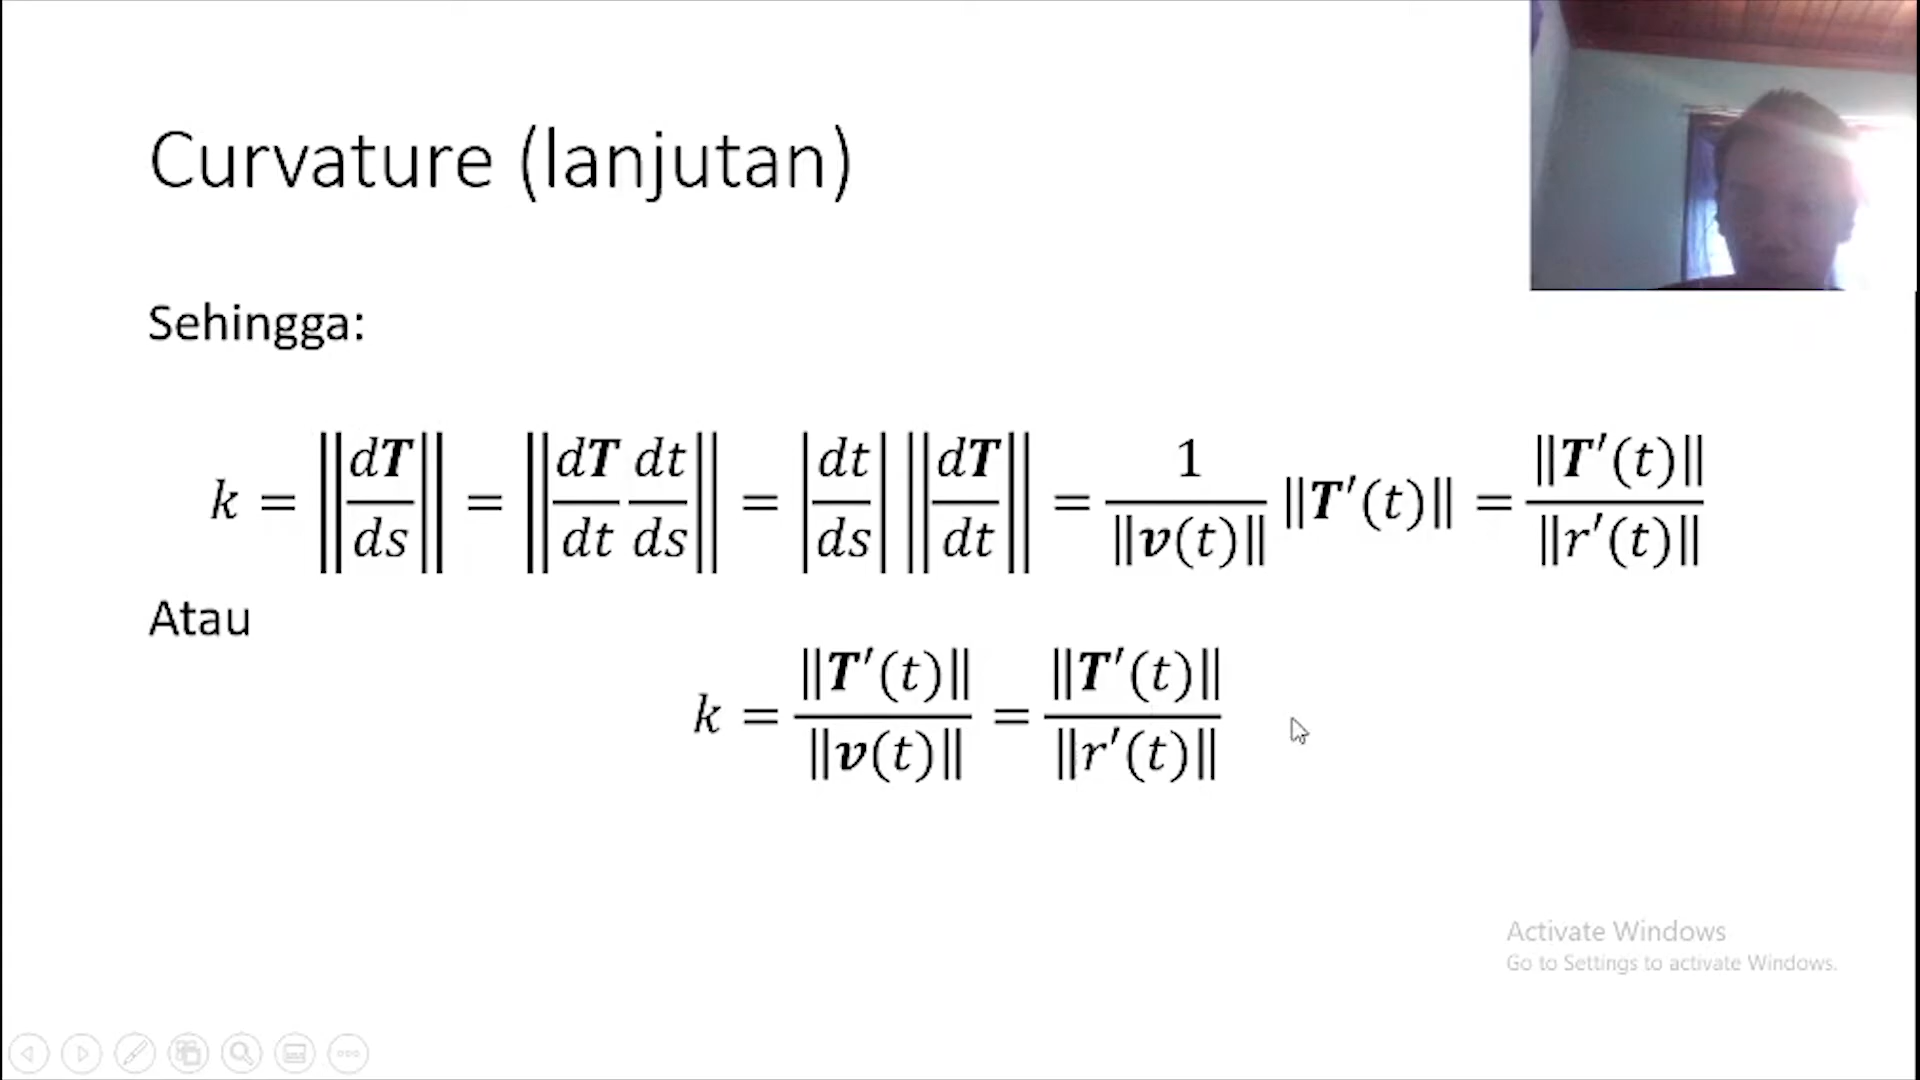 Curvature (lanjutan)
Sehingga:
k = ‖d𝑻/ds‖ = ‖d𝑻/dt dt/ds‖ = |dt/ds| ‖d𝑻/dt‖ = 1/‖𝒗(t)‖ ‖𝑻′(t)‖ = ‖𝑻′(t)‖/‖r′(t)‖
Atau
k = ‖𝑻′(t)‖/‖𝒗(t)‖ = ‖𝑻′(t)‖/‖r′(t)‖
Activate Windows
Go to Settings to activate Windows.